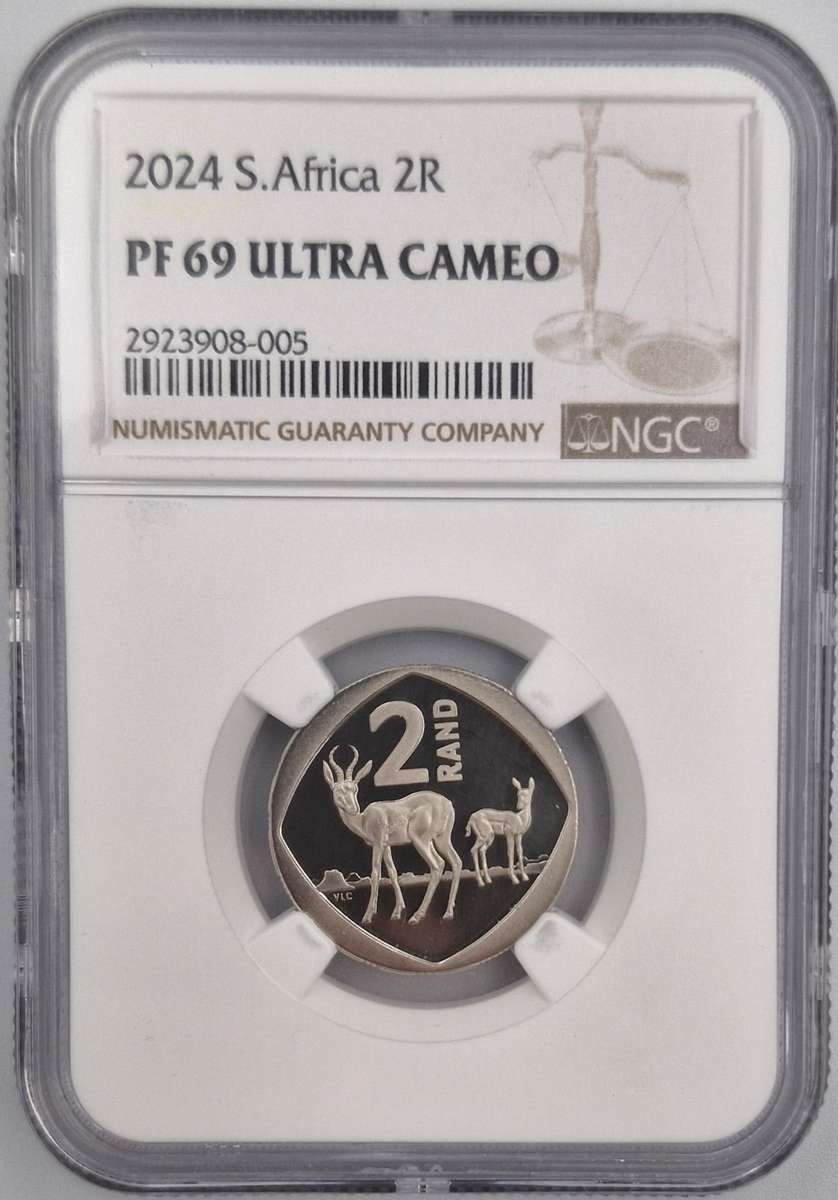 2024 S.Africa 2R
PF 69 ULTRA CAMEO
2923908-005
NUMISMATIC GUARANTY COMPANY
NGC®
2 RAND
VLC